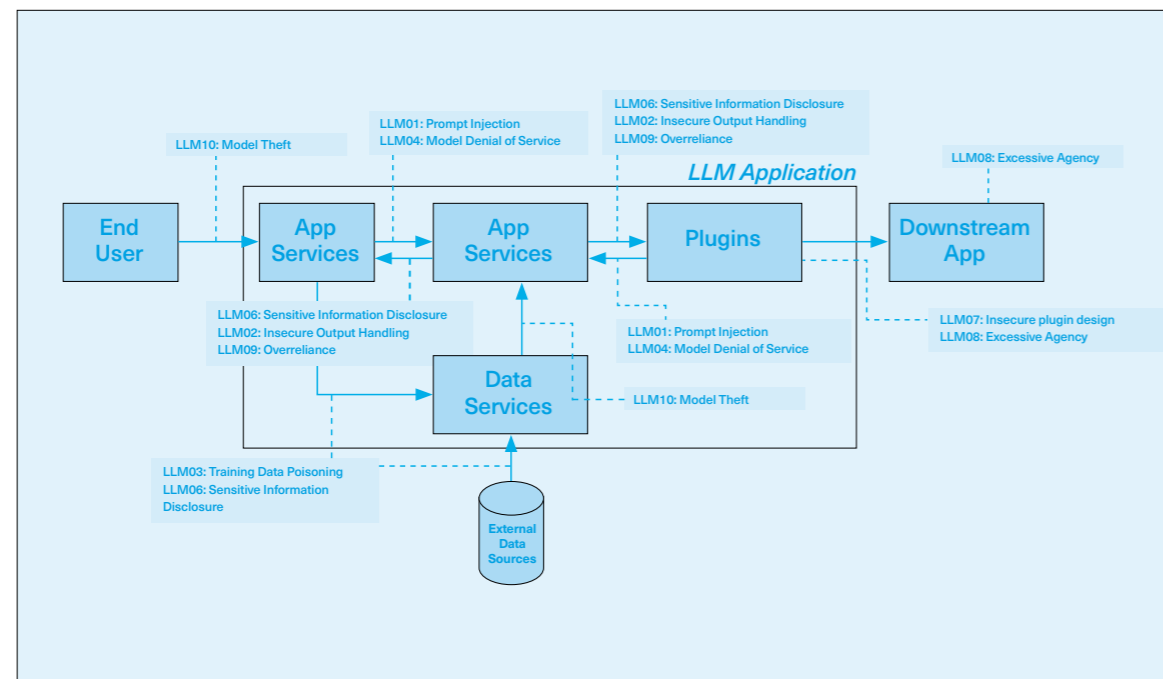 LLM06: Sensitive Information Disclosure
LLM02: Insecure Output Handling
LLM09: Overreliance
LLM01: Prompt Injection
LLM04: Model Denial of Service
LLM10: Model Theft
LLM08: Excessive Agency
LLM Application
End
User
App
Services
App
Services
Plugins
Downstream
App
LLM06: Sensitive Information Disclosure
LLM02: Insecure Output Handling
LLM09: Overreliance
LLM01: Prompt Injection
LLM04: Model Denial of Service
LLM07: Insecure plugin design
LLM08: Excessive Agency
Data
Services
LLM10: Model Theft
LLM03: Training Data Poisoning
LLM06: Sensitive Information
Disclosure
External
Data
Sources